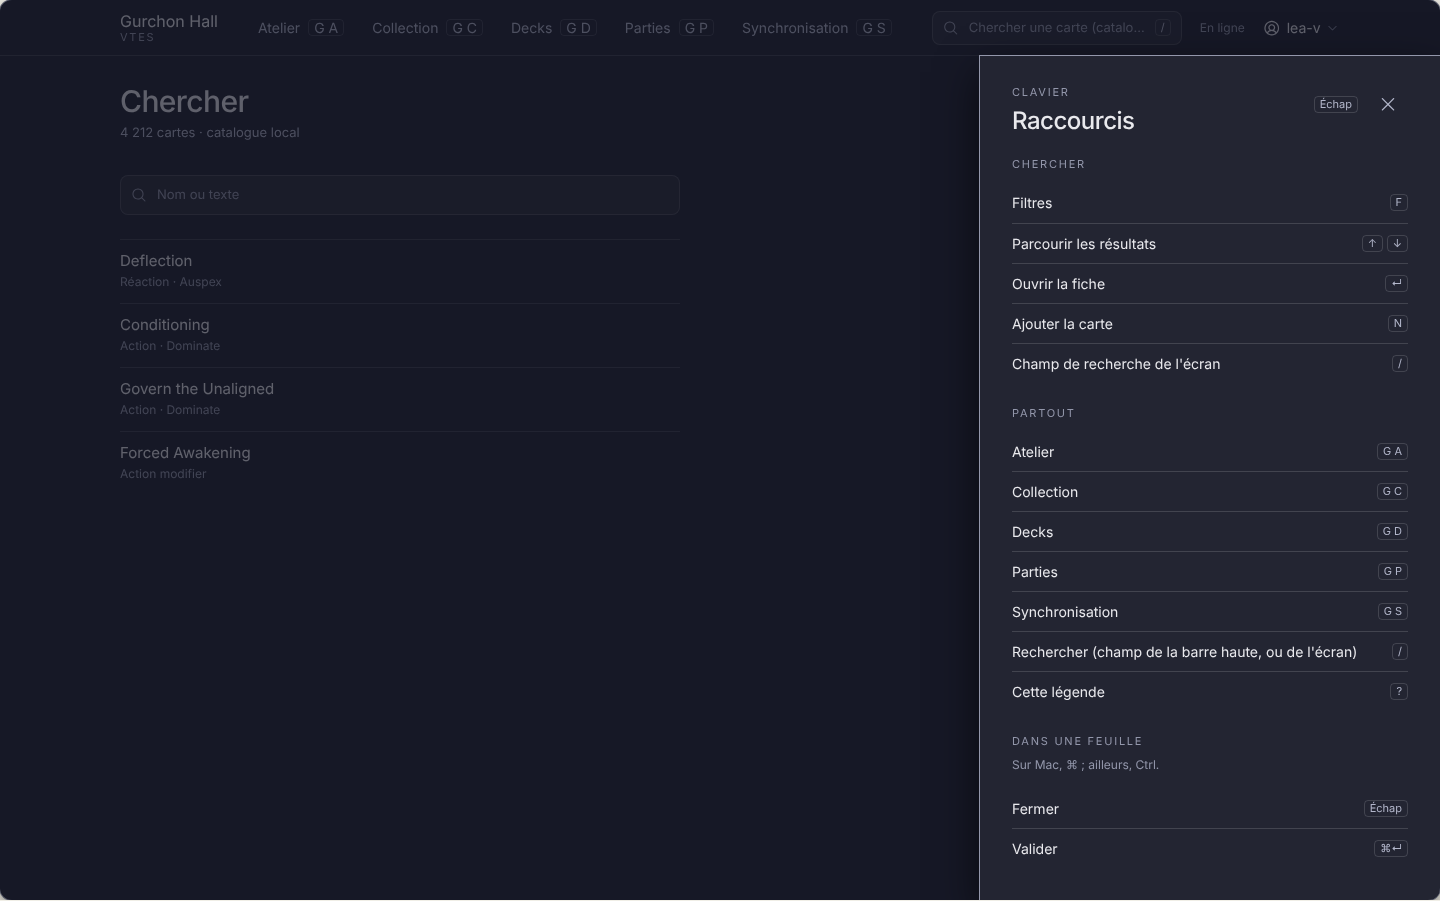 Gurchon Hall
VTES
Atelier G A Collection G C Decks G D Parties G P Synchronisation G S Chercher une carte (catalo... / En ligne lea-v
Chercher
4 212 cartes · catalogue local
Nom ou texte
Deflection
Réaction · Auspex
Conditioning
Action · Dominate
Govern the Unaligned
Action · Dominate
Forced Awakening
Action modifier
CLAVIER
Raccourcis
Échap
CHERCHER
Filtres F
Parcourir les résultats ↑ ↓
Ouvrir la fiche ↵
Ajouter la carte N
Champ de recherche de l'écran /
PARTOUT
Atelier G A
Collection G C
Decks G D
Parties G P
Synchronisation G S
Rechercher (champ de la barre haute, ou de l'écran) /
Cette légende ?
DANS UNE FEUILLE
Sur Mac, ⌘ ; ailleurs, Ctrl.
Fermer Échap
Valider ⌘↵